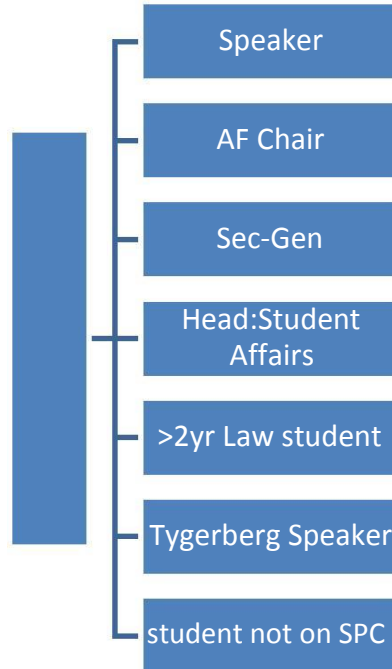 Speaker
AF Chair
Sec-Gen
Head:Student
Affairs
>2yr Law student
Tygerberg Speaker
student not on SPC